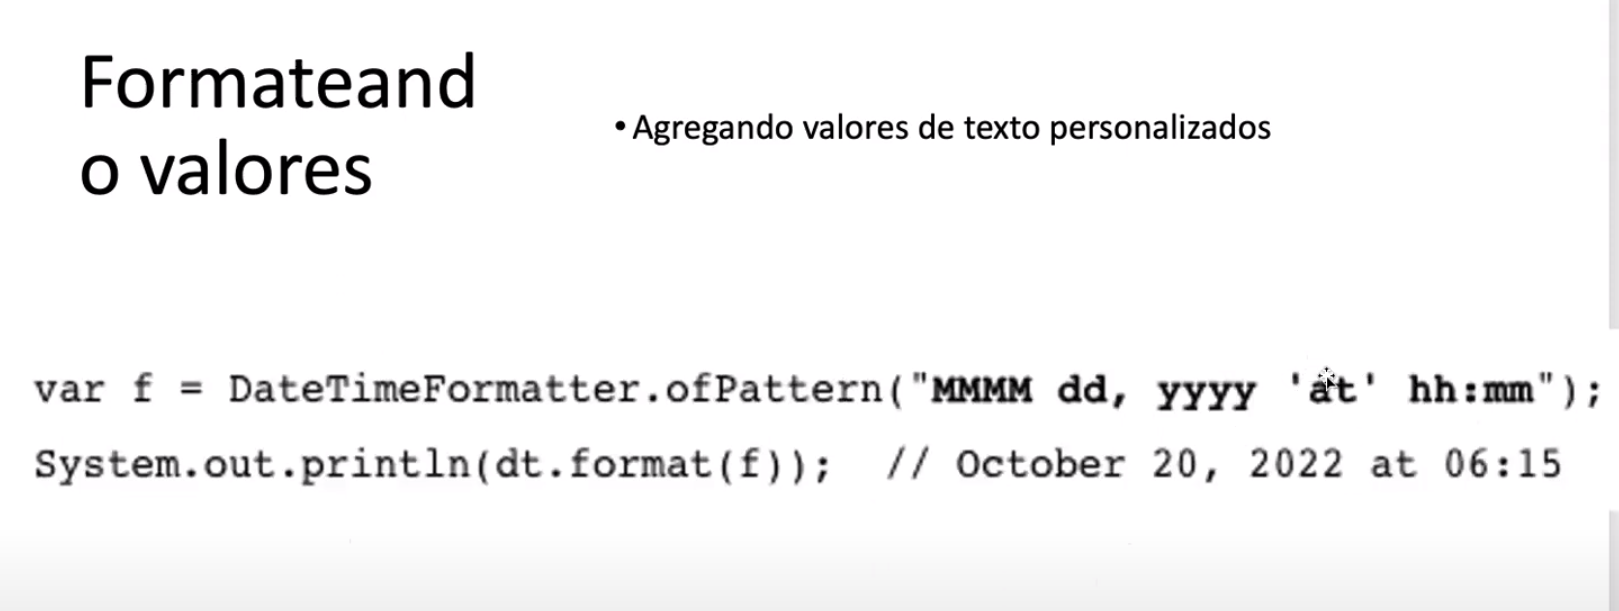 Formateand
o valores
• Agregando valores de texto personalizados
var f = DateTimeFormatter.ofPattern("MMMM dd, yyyy 'at' hh:mm");
System.out.println(dt.format(f));  // October 20, 2022 at 06:15